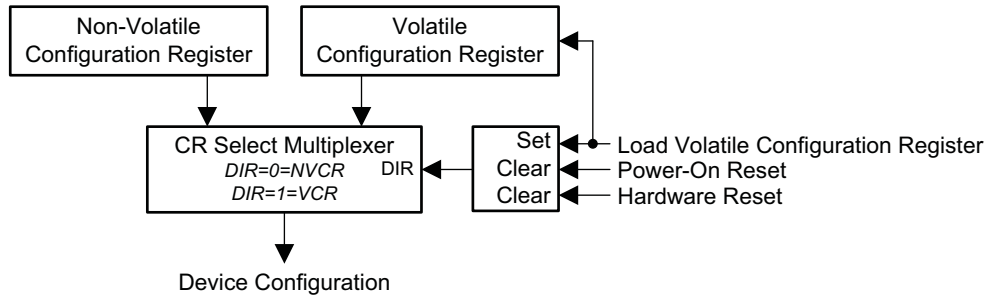 Non-Volatile
Configuration Register
Volatile
Configuration Register
CR Select Multiplexer
DIR=0=NVCR
DIR=1=VCR
DIR
Set
Clear
Clear
Load Volatile Configuration Register
Power-On Reset
Hardware Reset
Device Configuration